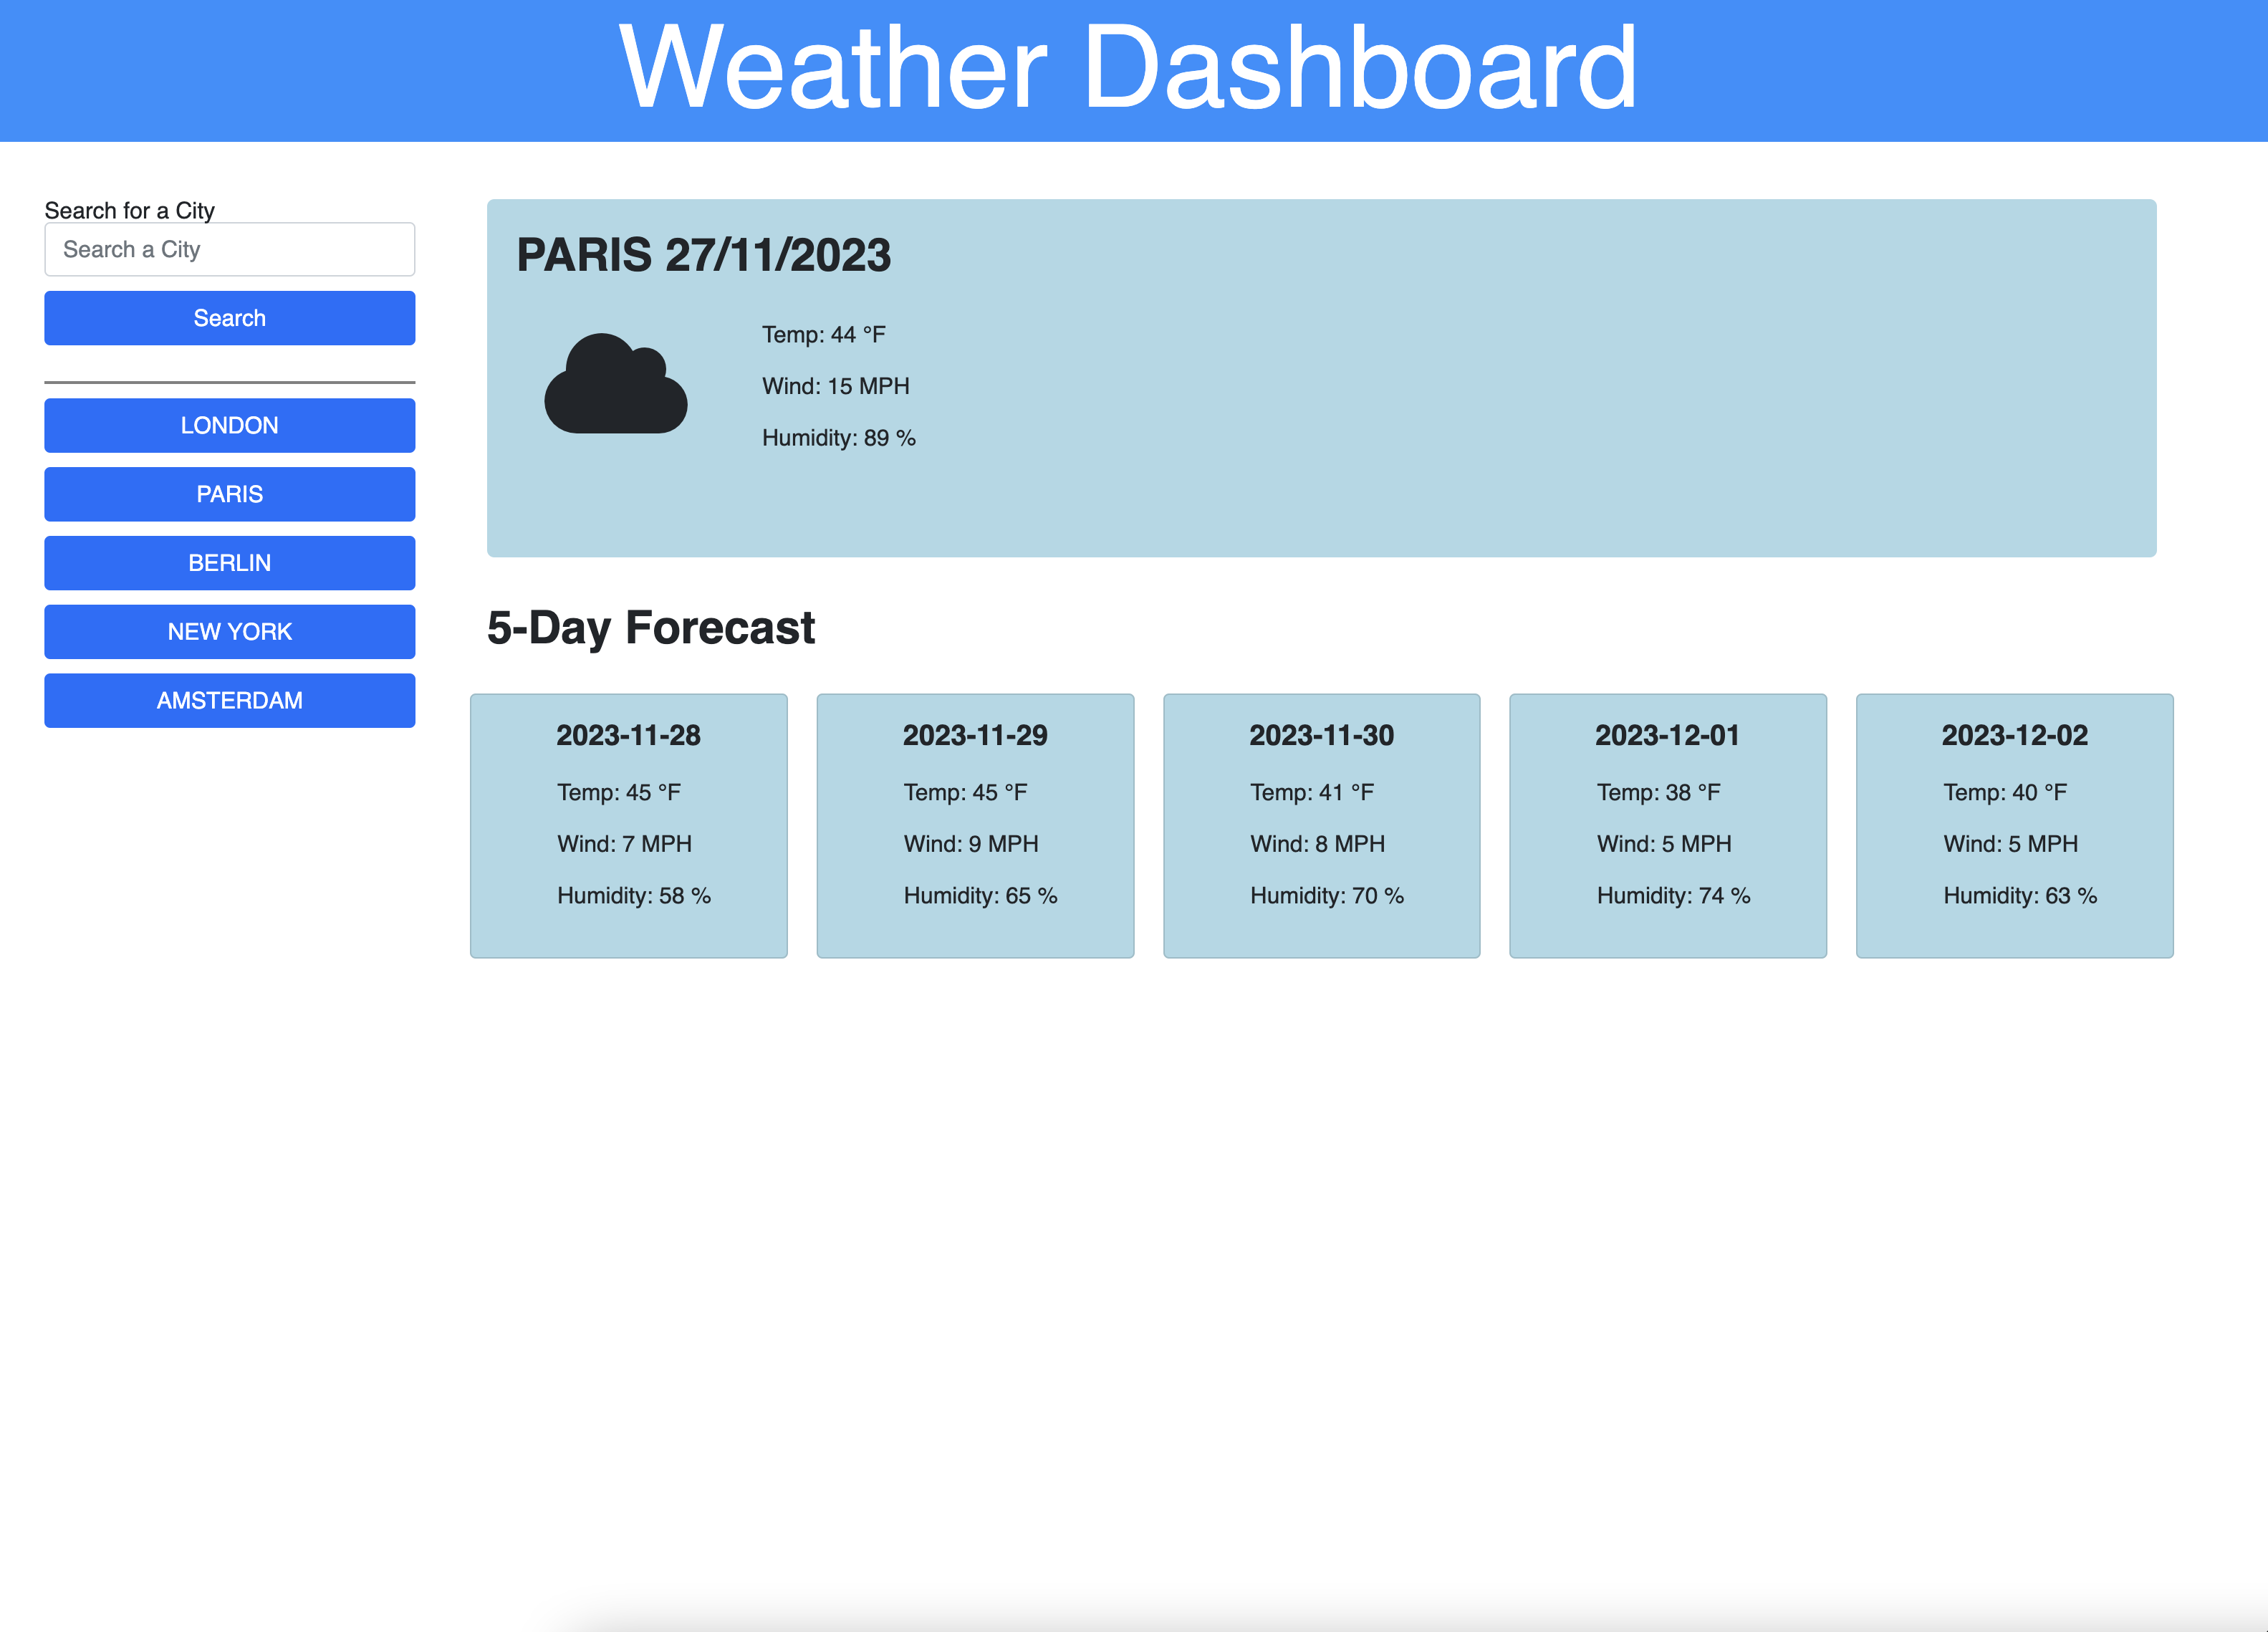 Weather Dashboard
Search for a City
Search a City
Search
LONDON
PARIS
BERLIN
NEW YORK
AMSTERDAM
PARIS 27/11/2023
Temp: 44 °F
Wind: 15 MPH
Humidity: 89 %
5-Day Forecast
2023-11-28
Temp: 45 °F
Wind: 7 MPH
Humidity: 58 %
2023-11-29
Temp: 45 °F
Wind: 9 MPH
Humidity: 65 %
2023-11-30
Temp: 41 °F
Wind: 8 MPH
Humidity: 70 %
2023-12-01
Temp: 38 °F
Wind: 5 MPH
Humidity: 74 %
2023-12-02
Temp: 40 °F
Wind: 5 MPH
Humidity: 63 %